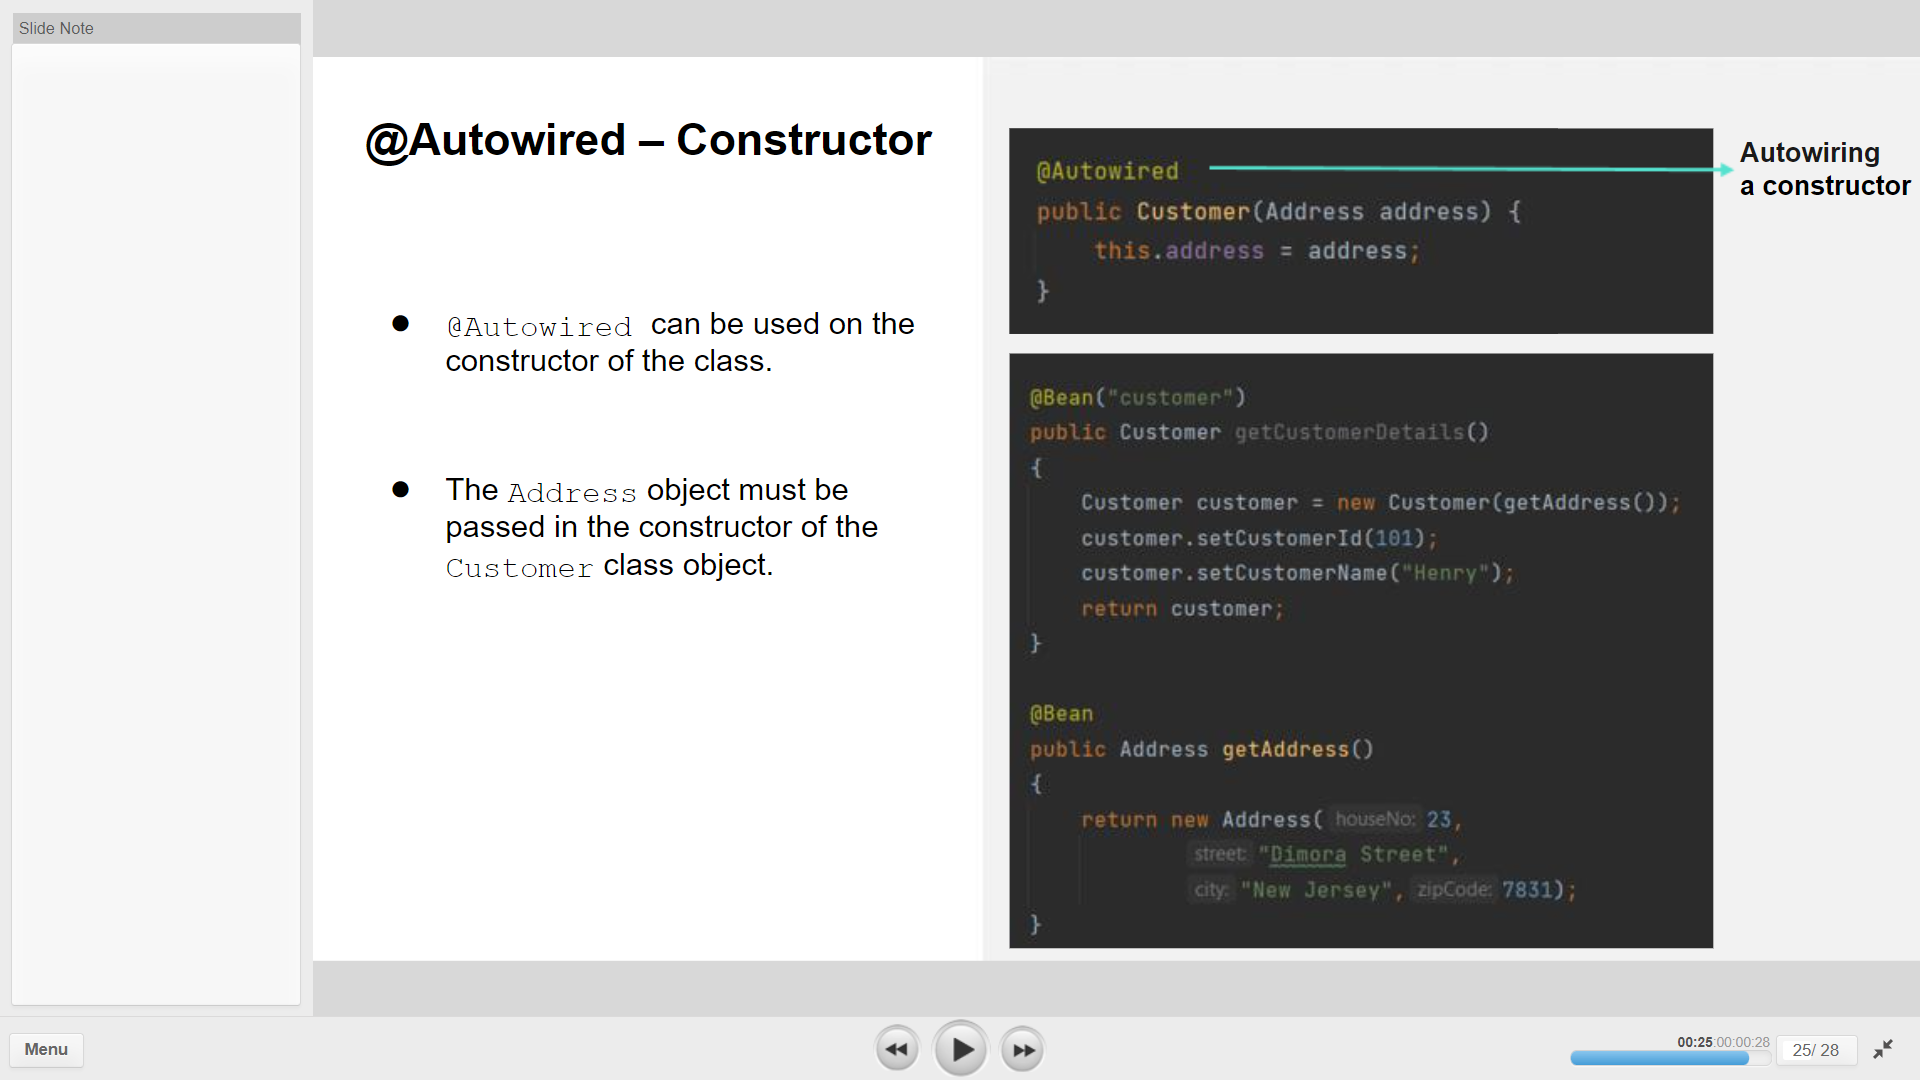 Slide Note
@Autowired – Constructor
● @Autowired can be used on the
constructor of the class.
● The Address object must be
passed in the constructor of the
Customer class object.
@Autowired
public Customer(Address address) {
this.address = address;
}
Autowiring
a constructor
@Bean("customer")
public Customer getCustomerDetails()
{
Customer customer = new Customer(getAddress());
customer.setCustomerId(101);
customer.setCustomerName("Henry");
return customer;
}
@Bean
public Address getAddress()
{
return new Address( houseNo: 23,
street: "Dimora Street",
city: "New Jersey", zipCode: 7831);
}
Menu
00:25:00:00:28
25/ 28